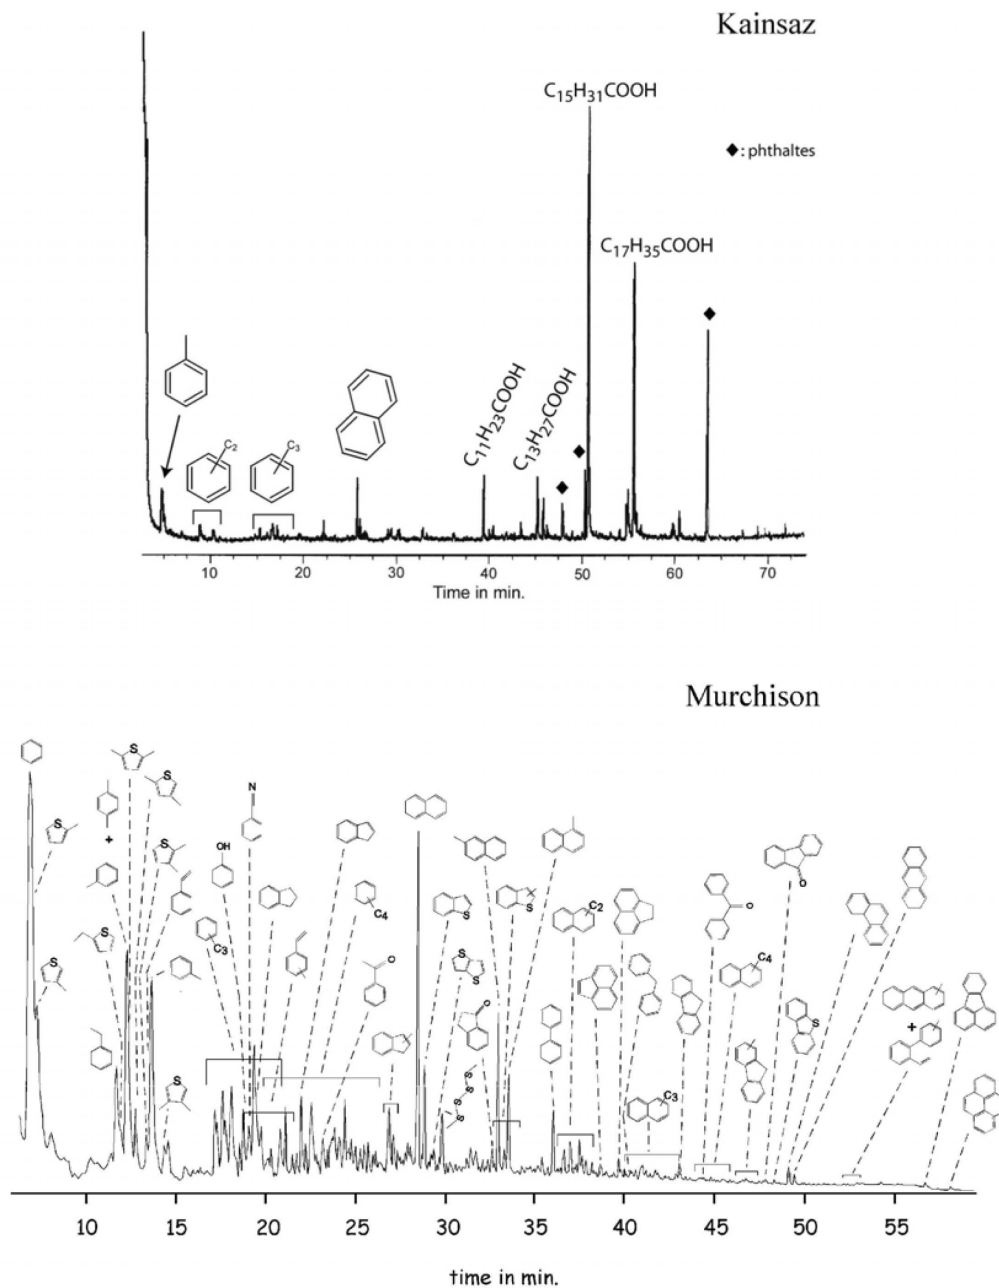 Kainsaz
C15H31COOH
◆: phthaltes
C17H35COOH
C11H23COOH
C13H27COOH
C2
C3
10 20 30 40 50 60 70
Time in min.
Murchison
S
S
S
N
S
+
S
OH
C4
C2
O
O
C3
S
S
S
S
S
O
S
C4
S
S
S
S
S
S
+
C3
10 15 20 25 30 35 40 45 50 55
time in min.